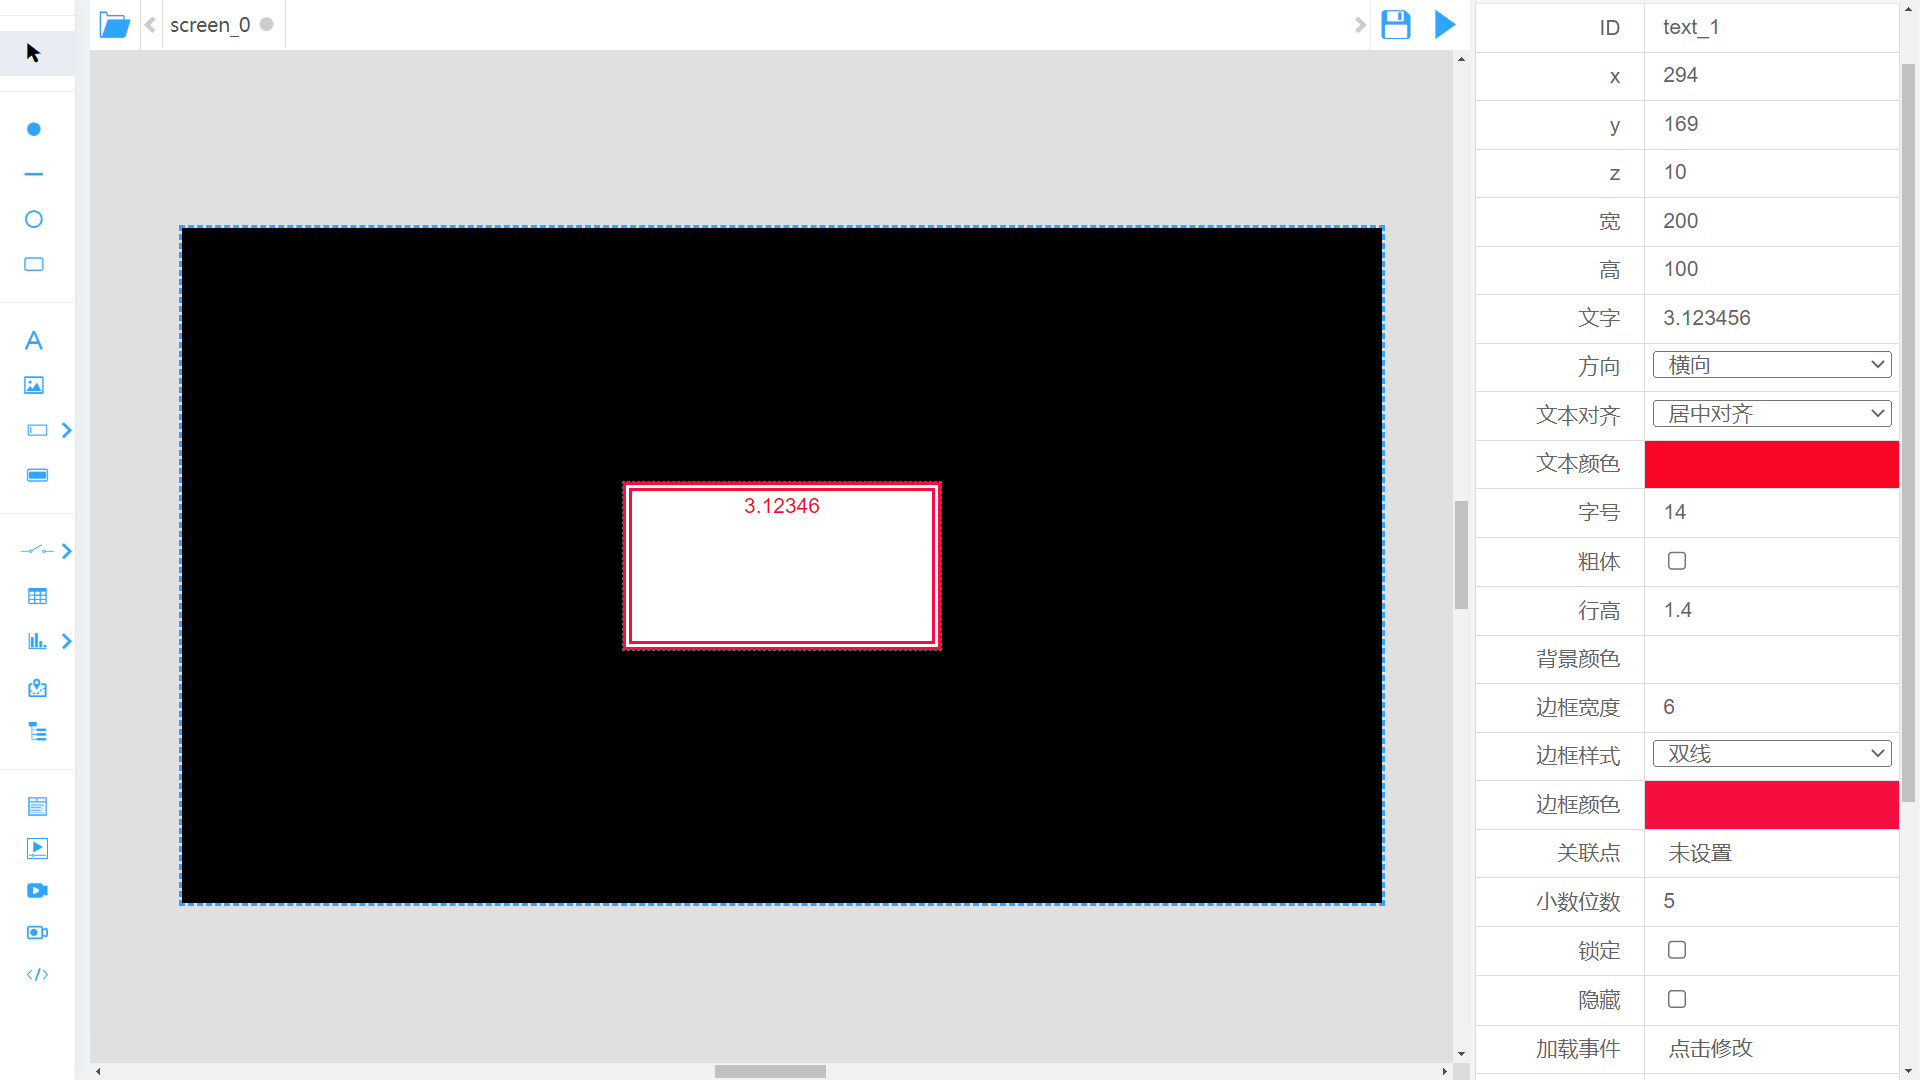 screen_0
3.12346
ID text_1
x 294
y 169
z 10
宽 200
高 100
文字 3.123456
方向 横向
文本对齐 居中对齐
文本颜色
字号 14
粗体
行高 1.4
背景颜色
边框宽度 6
边框样式 双线
边框颜色
关联点 未设置
小数位数 5
锁定
隐藏
加载事件 点击修改